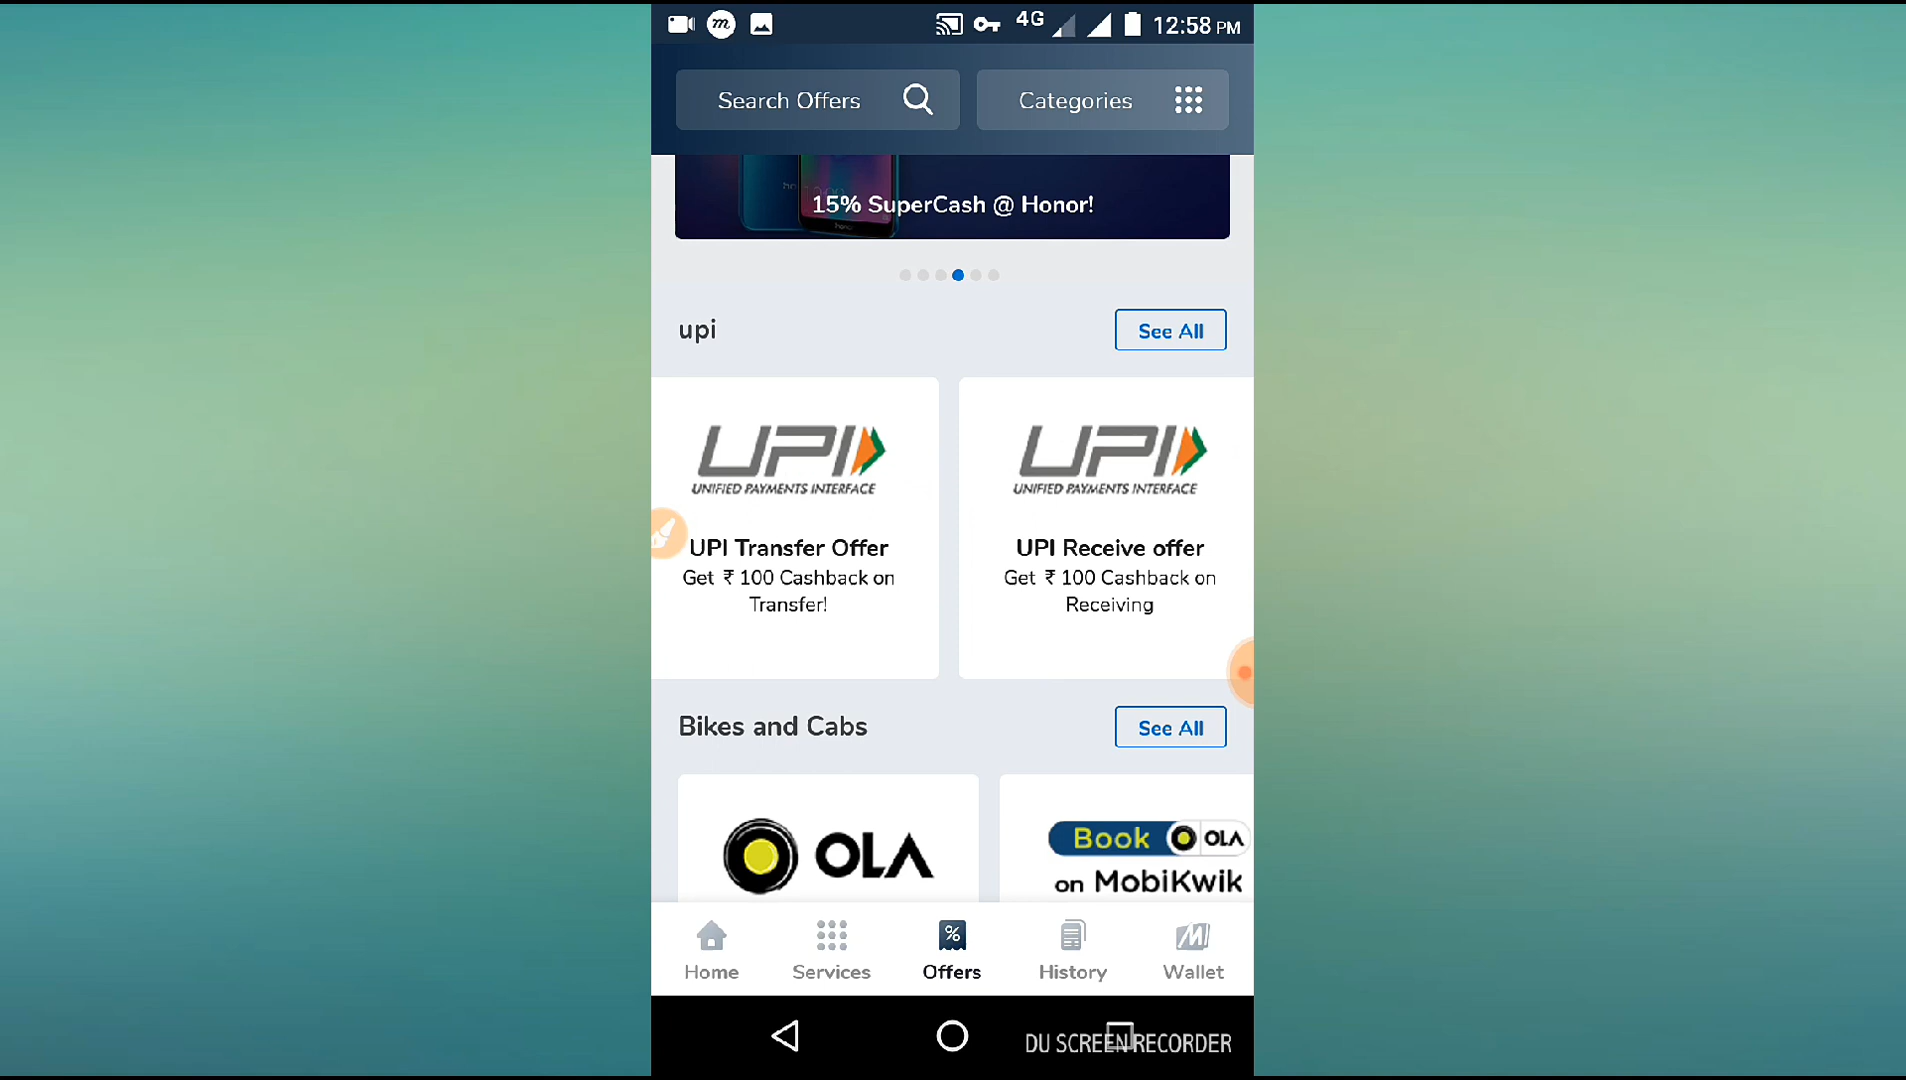 4G 12:58 PM
Search Offers Categories
15% SuperCash @ Honor!
upi See All
UPI UPI
UNIFIED PAYMENTS INTERFACE UNIFIED PAYMENTS INTERFACE
UPI Transfer Offer
Get ₹ 100 Cashback on
Transfer!
UPI Receive offer
Get ₹ 100 Cashback on
Receiving
Bikes and Cabs See All
OLA
Book OLA
on MobiKwik
Home Services Offers History Wallet
DU SCREEN RECORDER